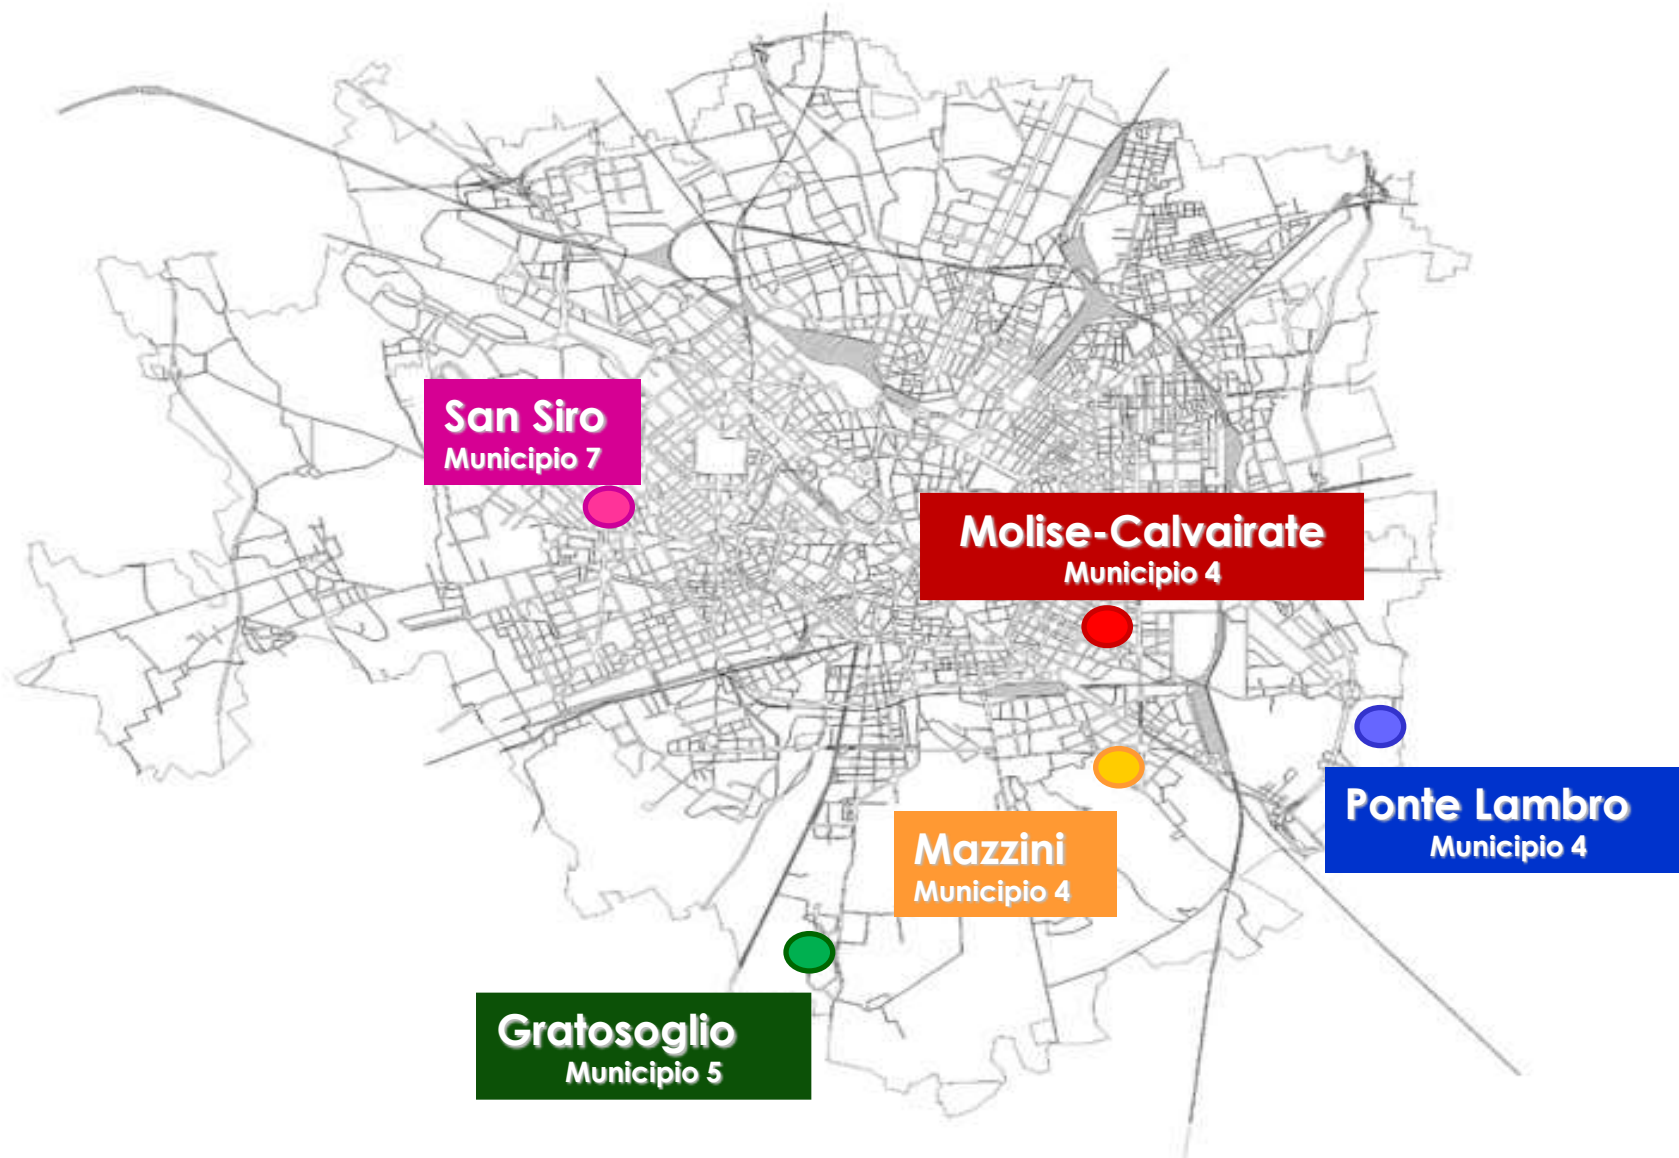 San Siro
Municipio 7
Molise-Calvairate
Municipio 4
Ponte Lambro
Municipio 4
Mazzini
Municipio 4
Gratosoglio
Municipio 5